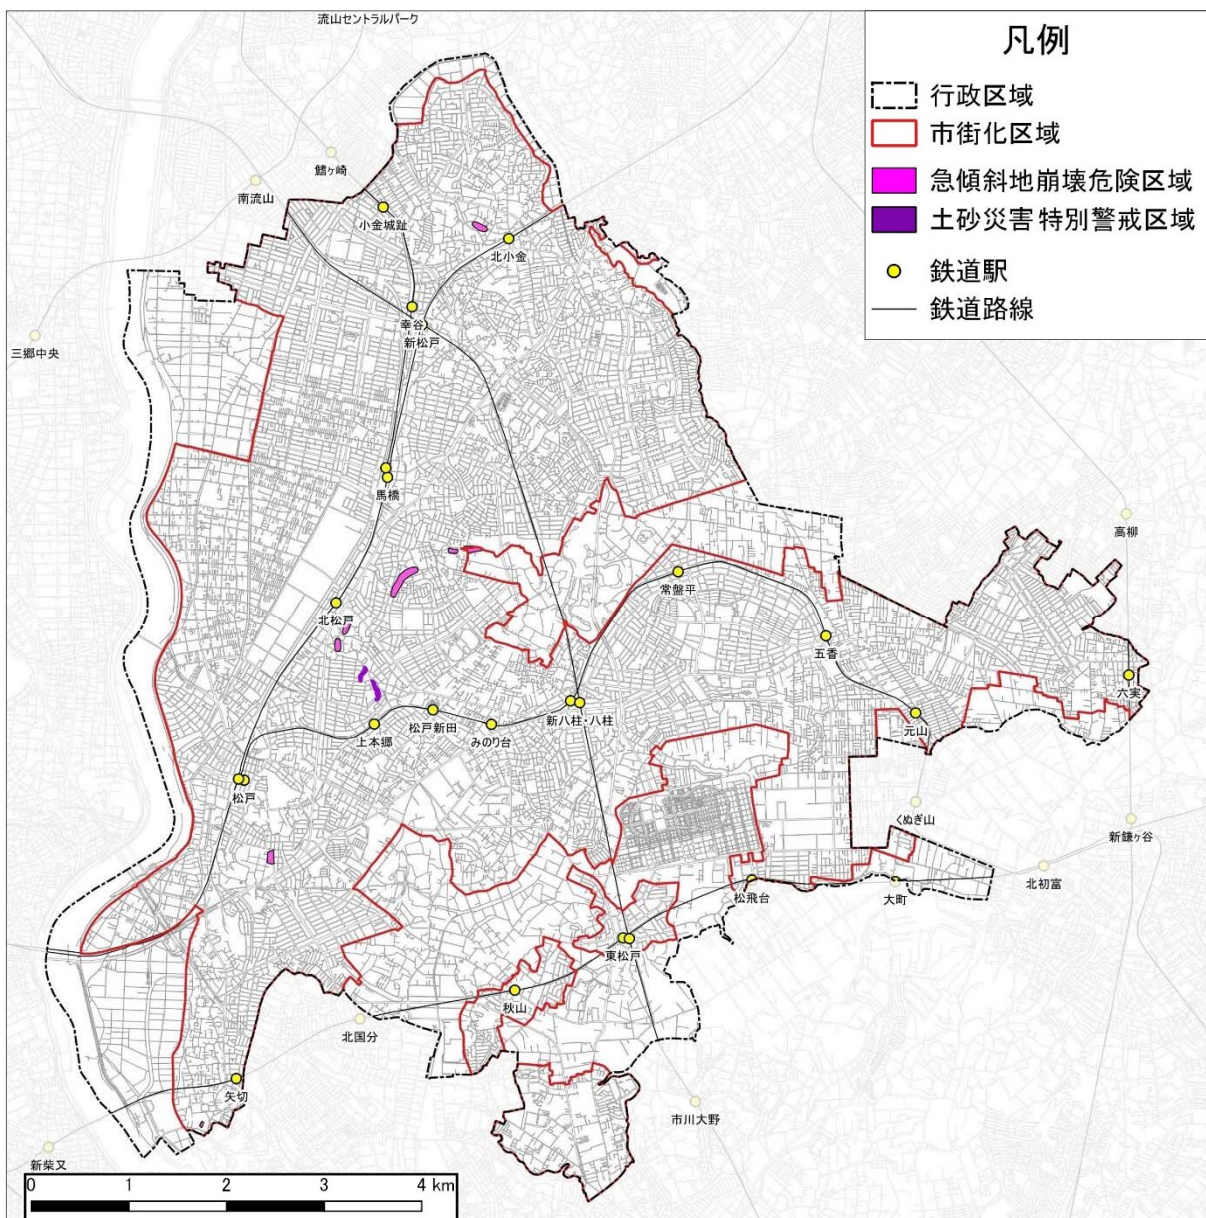 流山セントラルパーク
凡例
行政区域
市街化区域
急傾斜地崩壊危険区域
土砂災害特別警戒区域
鉄道駅
鉄道路線
鰭ヶ崎
南流山
小金城趾
北小金
幸谷
新松戸
三郷中央
馬橋
高柳
常盤平
北松戸
五香
六実
元山
新八柱・八柱
松戸新田
みのり台
上本郷
松戸
くぬぎ山
新鎌ヶ谷
北初富
大町
松飛台
東松戸
秋山
北国分
矢切
市川大野
新柴又
0 1 2 3 4 km